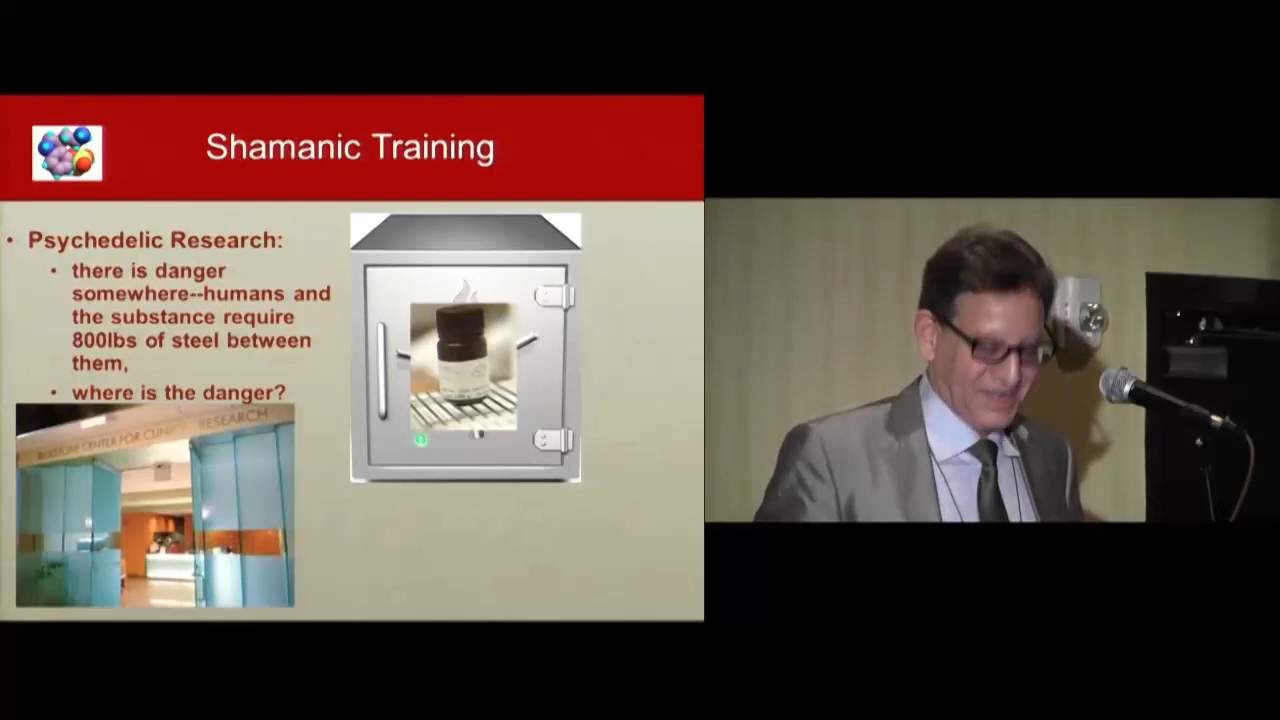 Shamanic Training
• Psychedelic Research:
• there is danger
somewhere--humans and
the substance require
800lbs of steel between
them,
• where is the danger?
CENTER FOR CLIN RESEARCH